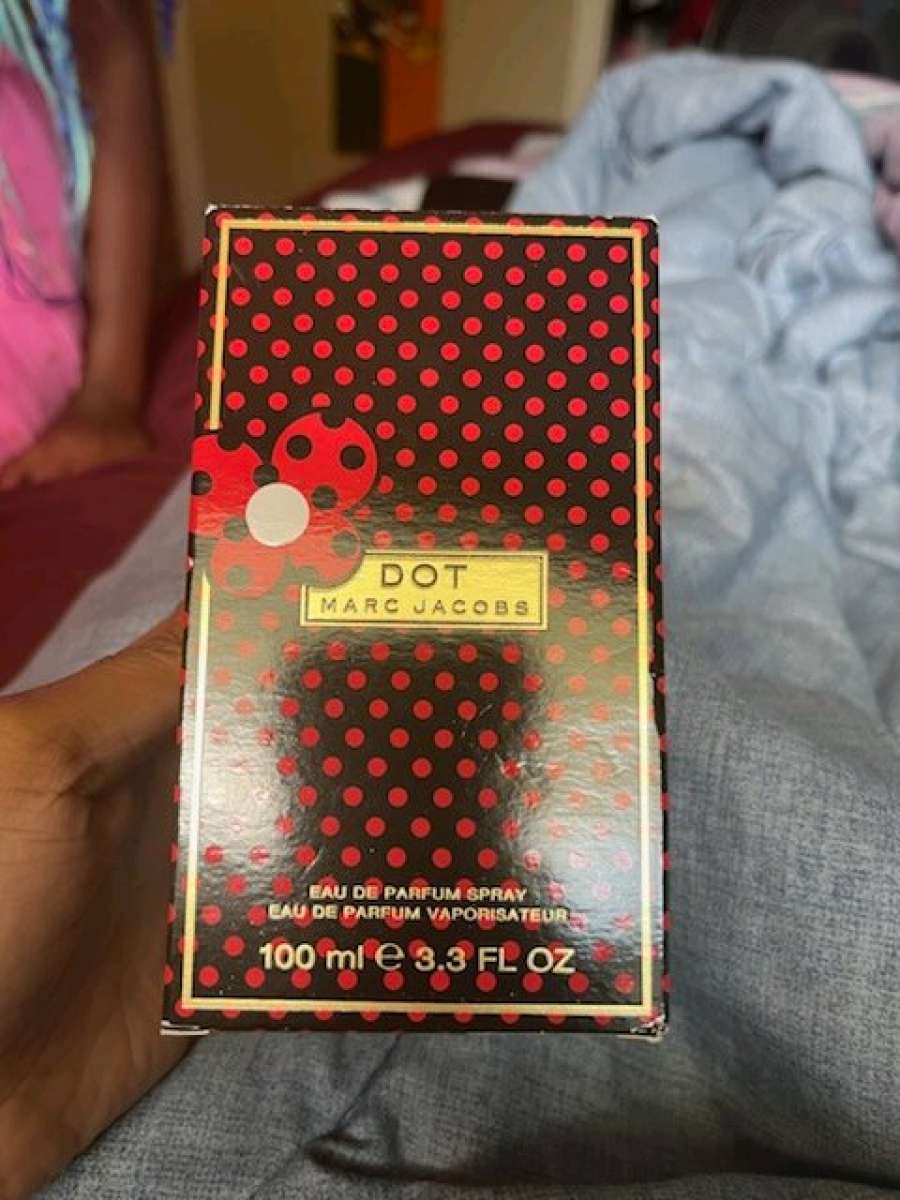 DOT
MARC JACOBS
EAU DE PARFUM SPRAY
EAU DE PARFUM VAPORISATEUR
100 ml ℮ 3.3 FL OZ